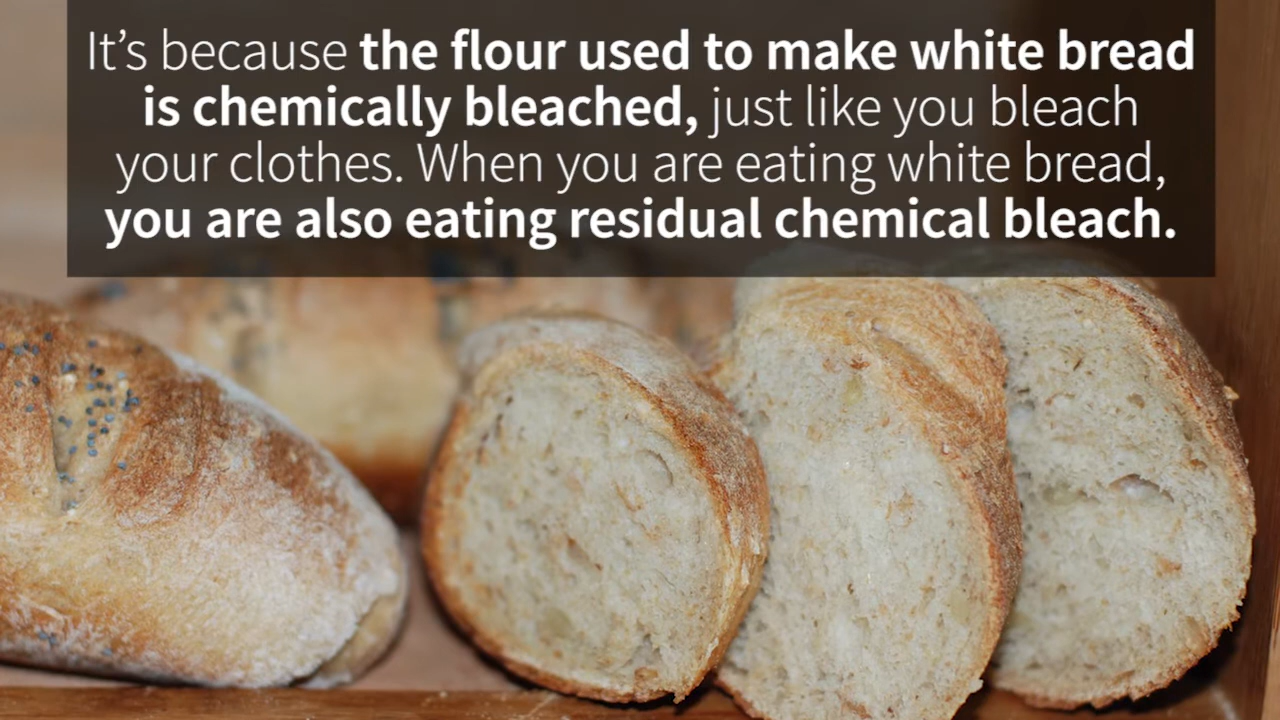 It’s because the flour used to make white bread
is chemically bleached, just like you bleach
your clothes. When you are eating white bread,
you are also eating residual chemical bleach.